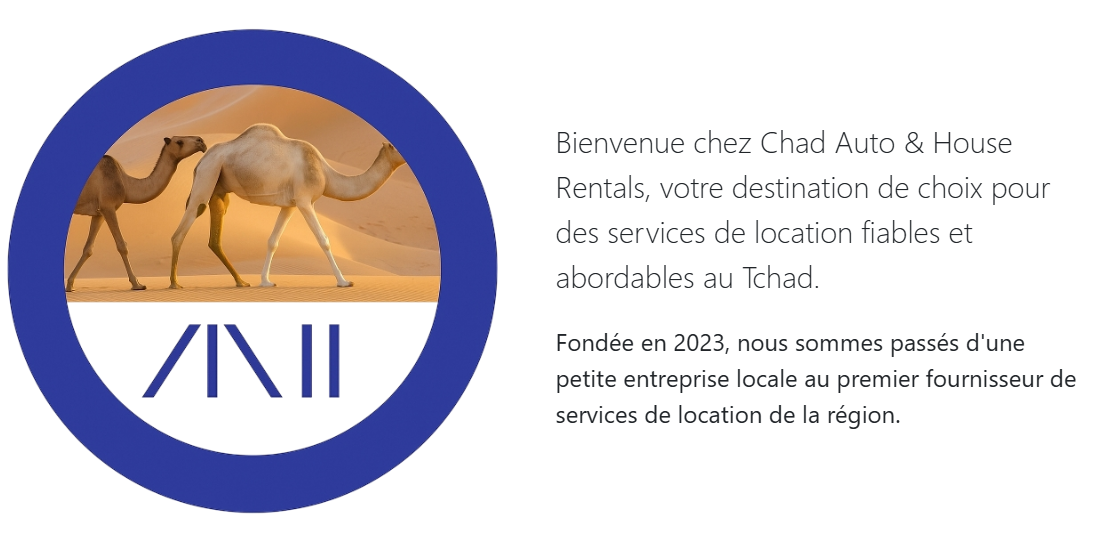 Bienvenue chez Chad Auto & House
Rentals, votre destination de choix pour
des services de location fiables et
abordables au Tchad.
Fondée en 2023, nous sommes passés d'une
petite entreprise locale au premier fournisseur de
services de location de la région.